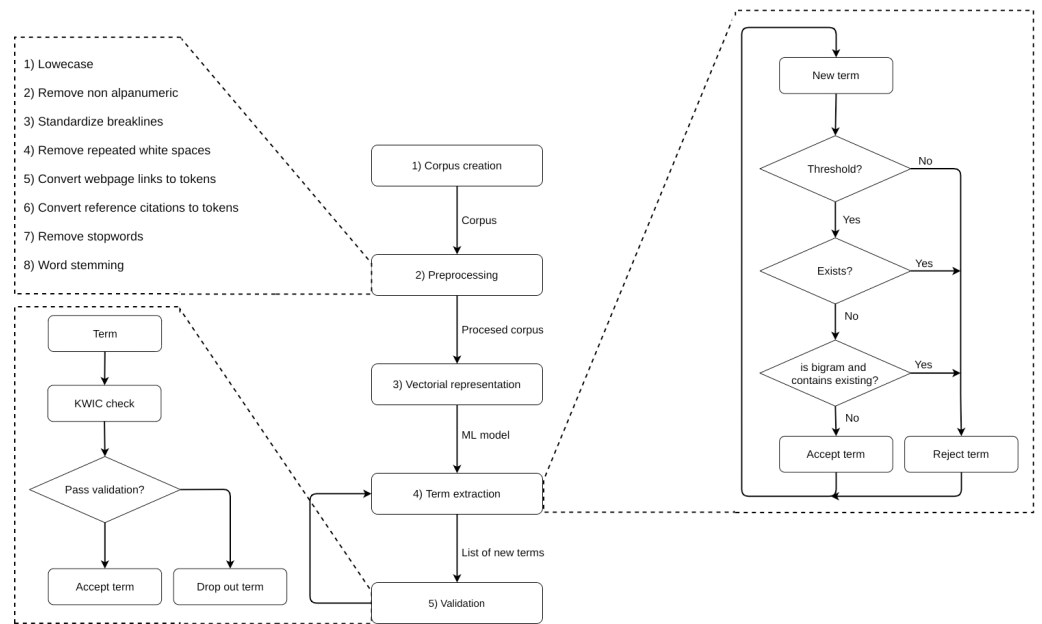 1) Lowecase
2) Remove non alpanumeric
3) Standardize breaklines
4) Remove repeated white spaces
5) Convert webpage links to tokens
6) Convert reference citations to tokens
7) Remove stopwords
8) Word stemming
Term
KWIC check
Pass validation?
Accept term
Drop out term
1) Corpus creation
Corpus
2) Preprocessing
Procesed corpus
3) Vectorial representation
ML model
4) Term extraction
List of new terms
5) Validation
New term
Threshold?
No
Yes
Exists?
Yes
No
is bigram and
contains existing?
Yes
No
Accept term
Reject term